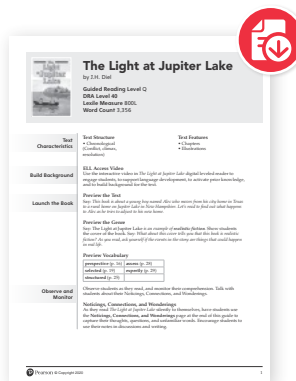 The Light at Jupiter Lake
by J.H. Diel
Guided Reading Level Q
DRA Level 40
Lexile Measure 800L
Word Count 3,356
The
Light
at Jupiter
Lake
Text
Characteristics
Text Structure
• Chronological
(Conflict, climax,
resolution)
Text Features
• Chapters
• Illustrations
Build Background
ELL Access Video
Use the interactive video in The Light at Jupiter Lake digital leveled reader to
engage students, to support language development, to activate prior knowledge,
and to build background for the text.
Launch the Book
Preview the Text
Say: This book is about a young boy named Alex who moves from his city home in Texas
to a rural home on Jupiter Lake in New Hampshire. Let's read to find out what happens
to Alex as he tries to adjust to his new home.
Preview the Genre
Say: The Light at Jupiter Lake is an example of realistic fiction. Show students
the cover of the book. Say: What about this cover tells you that this book is realistic
fiction? As you read, ask yourself if the events in the story are things that could happen
in real life.
Preview Vocabulary
perspective (p. 16) assess (p. 28)
selected (p. 19) expertly (p. 29)
structured (p. 25)
Observe and
Monitor
Observe students as they read, and monitor their comprehension. Talk with
students about their Noticings, Connections, and Wonderings.
Noticings, Connections, and Wonderings
As they read The Light at Jupiter Lake silently to themselves, have students use
the Noticings, Connections, and Wonderings page at the end of this guide to
capture their thoughts, questions, and unfamiliar words. Encourage students to
use their notes in discussions and writing.
Pearson © Copyright 2020
1